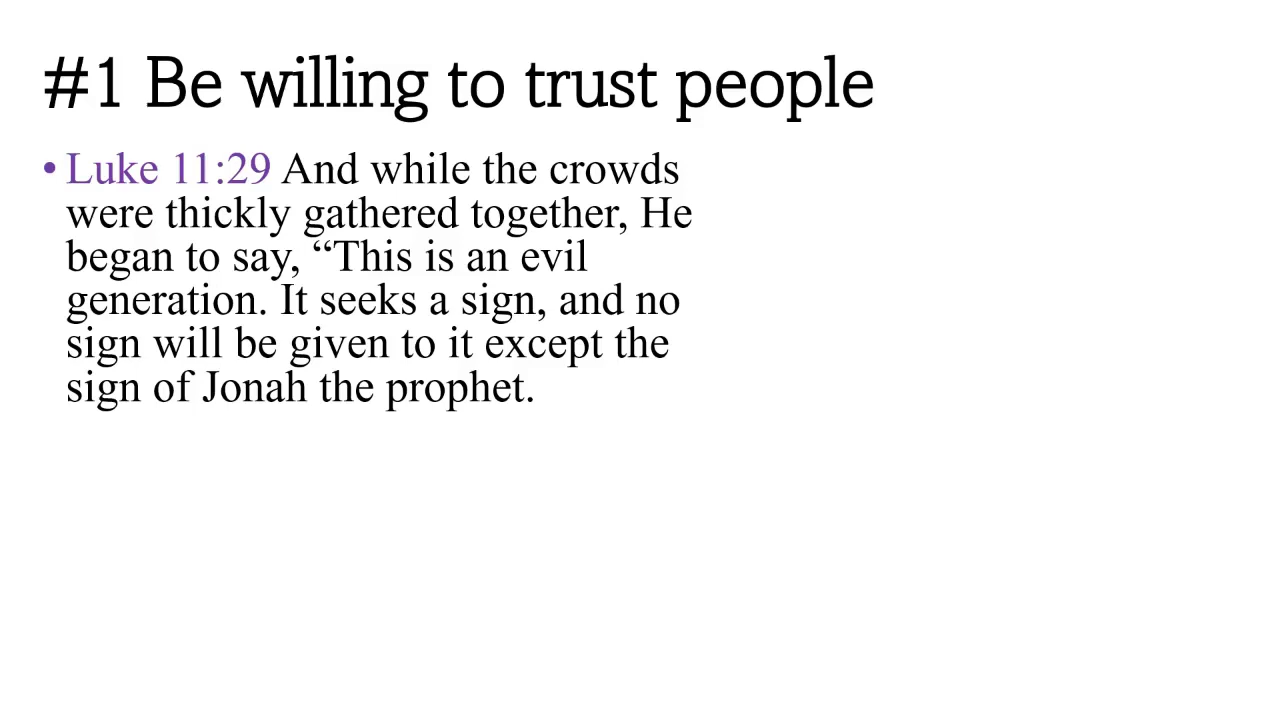 #1 Be willing to trust people
• Luke 11:29 And while the crowds
were thickly gathered together, He
began to say, “This is an evil
generation. It seeks a sign, and no
sign will be given to it except the
sign of Jonah the prophet.